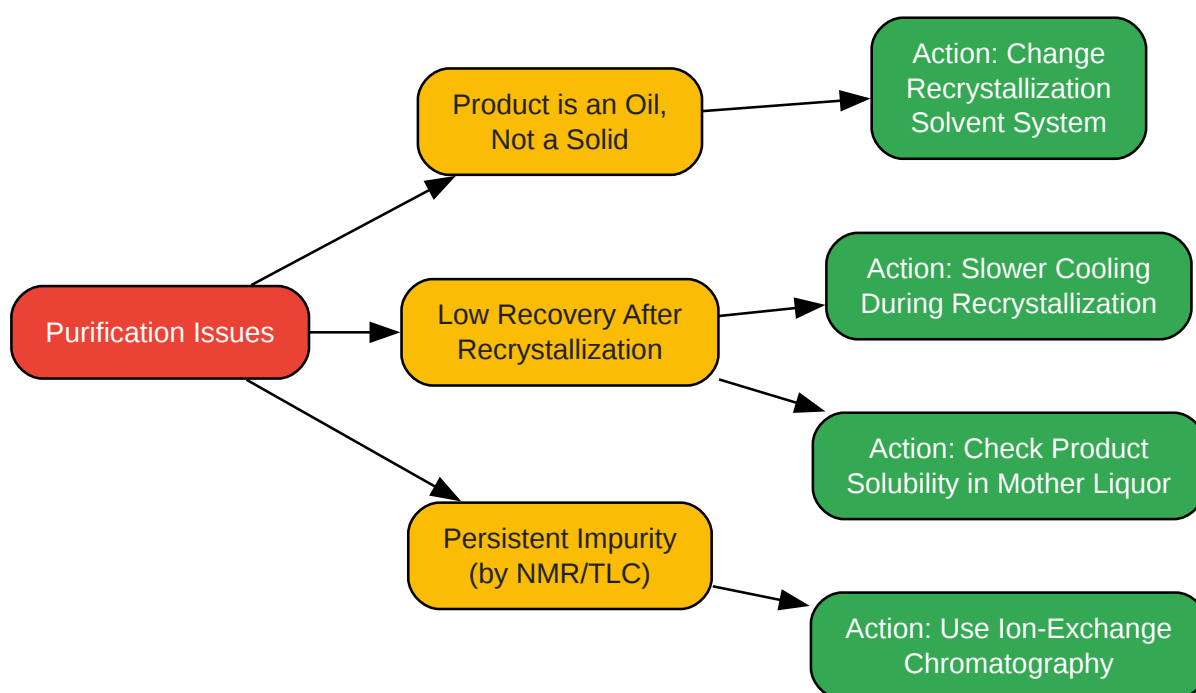 Purification Issues
Product is an Oil,
Not a Solid
Low Recovery After
Recrystallization
Persistent Impurity
(by NMR/TLC)
Action: Change
Recrystallization
Solvent System
Action: Slower Cooling
During Recrystallization
Action: Check Product
Solubility in Mother Liquor
Action: Use Ion-Exchange
Chromatography